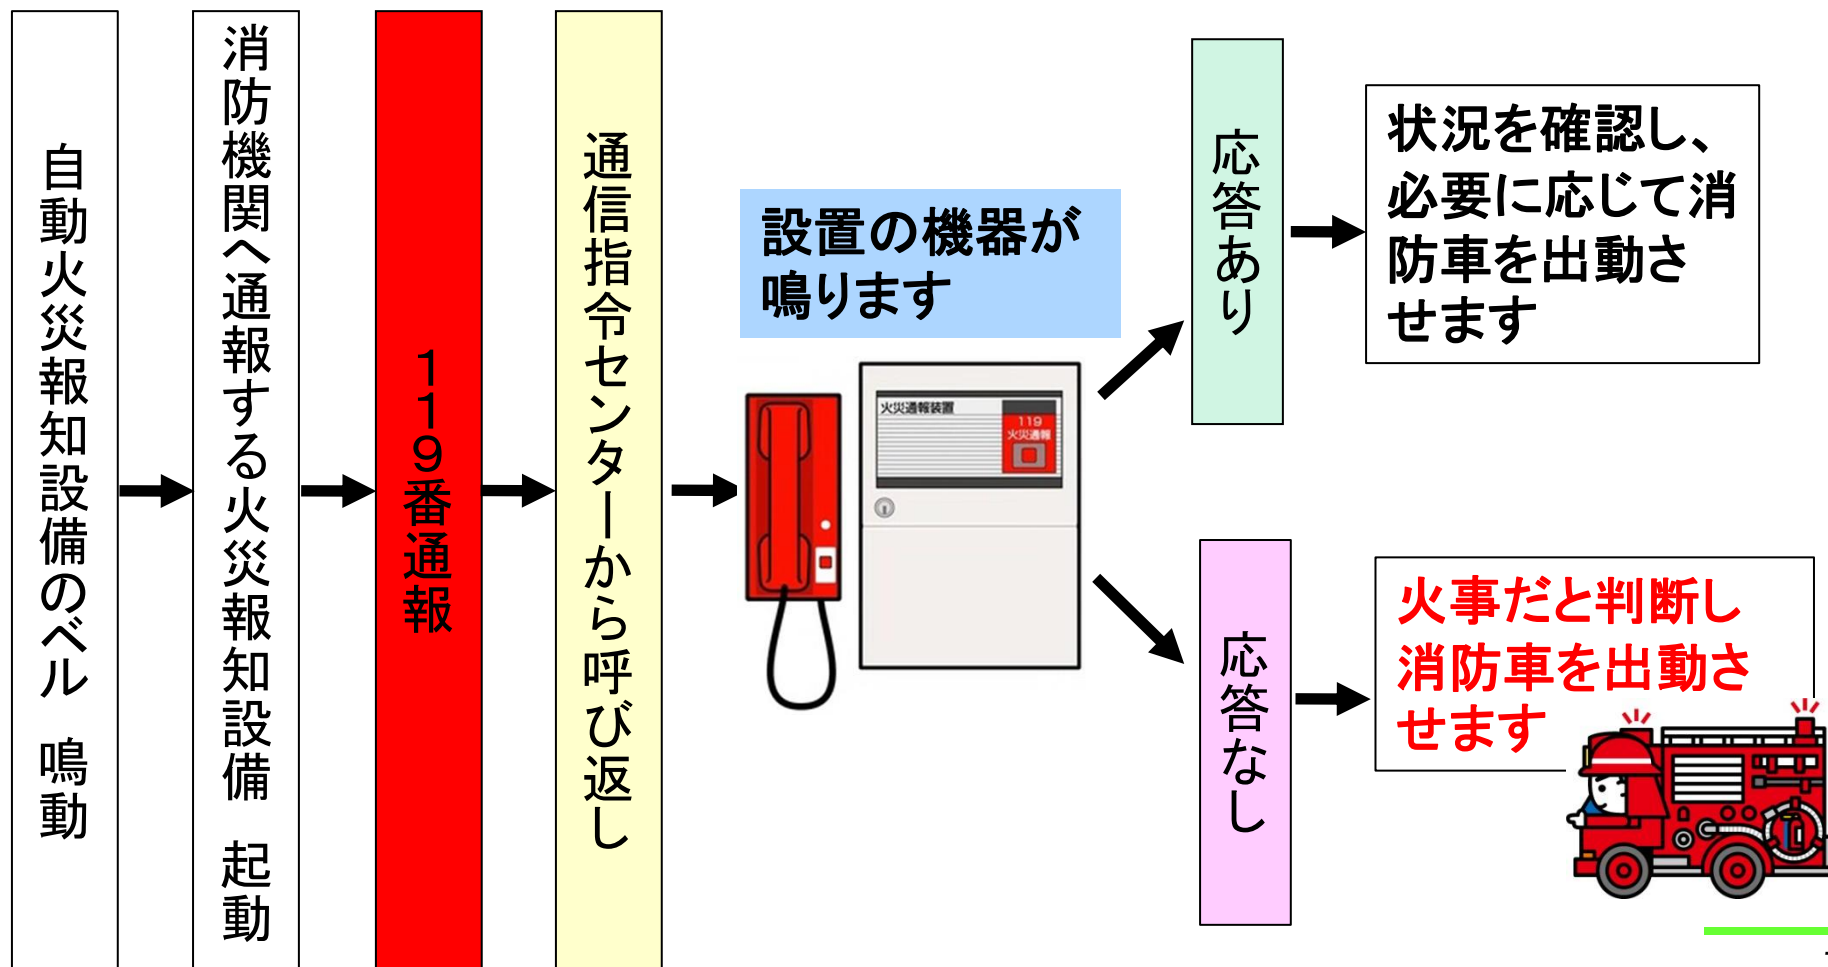 自動火災報知設備のベル　鳴動
消防機関へ通報する火災報知設備　起動
119番通報
通信指令センターから呼び返し
設置の機器が
鳴ります
火災通報装置
119
火災通報
応答あり
状況を確認し、
必要に応じて消
防車を出動さ
せます
応答なし
火事だと判断し
消防車を出動さ
せます